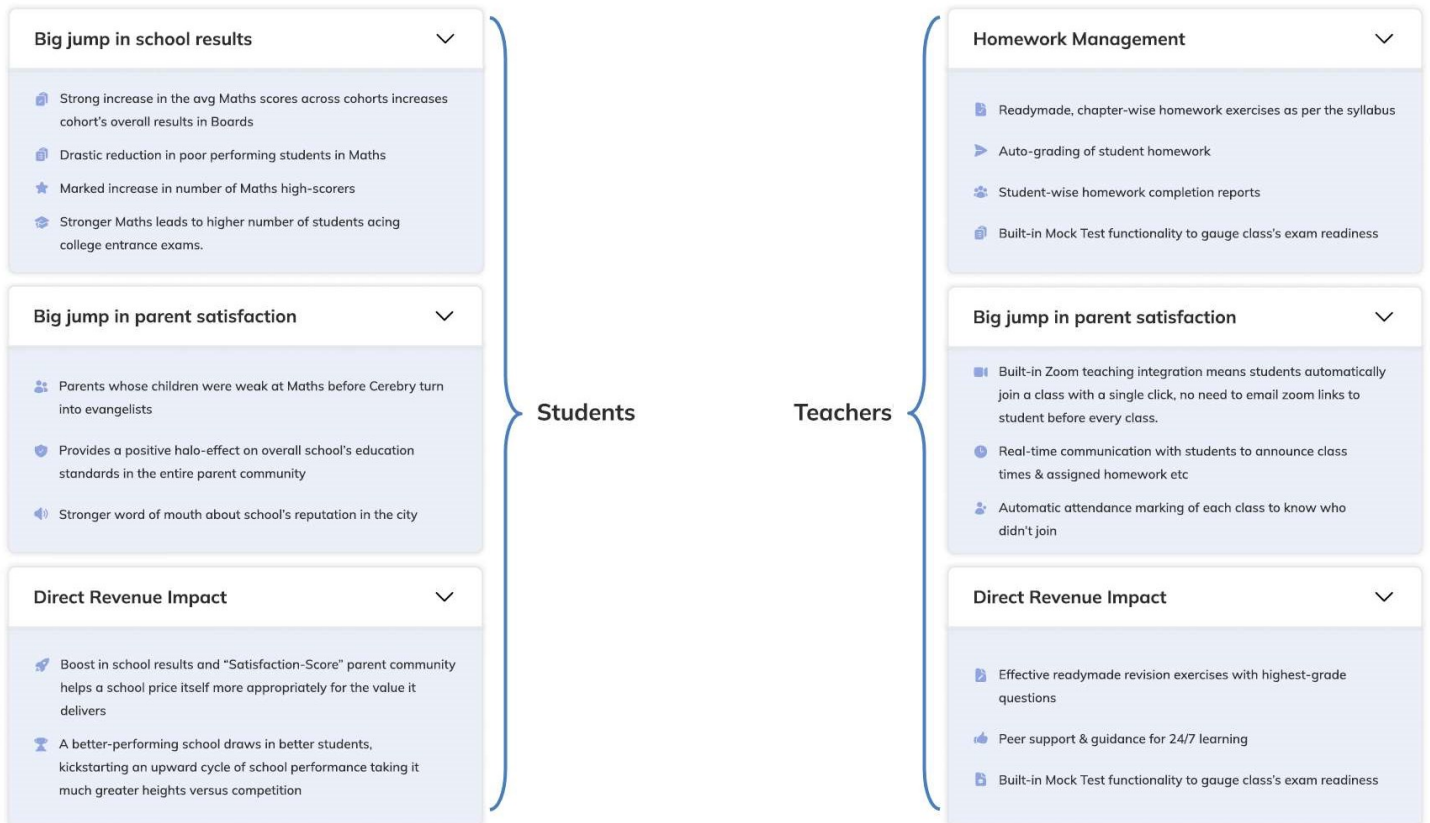 Big jump in school results
Strong increase in the avg Maths scores across cohorts increases
cohort's overall results in Boards
Drastic reduction in poor performing students in Maths
Marked increase in number of Maths high-scorers
Stronger Maths leads to higher number of students acing
college entrance exams.
Big jump in parent satisfaction
Parents whose children were weak at Maths before Cerebry turn
into evangelists
Provides a positive halo-effect on overall school's education
standards in the entire parent community
Stronger word of mouth about school's reputation in the city
Direct Revenue Impact
Boost in school results and “Satisfaction-Score” parent community
helps a school price itself more appropriately for the value it
delivers
A better-performing school draws in better students,
kickstarting an upward cycle of school performance taking it
much greater heights versus competition
Students
Teachers
Homework Management
Readymade, chapter-wise homework exercises as per the syllabus
Auto-grading of student homework
Student-wise homework completion reports
Built-in Mock Test functionality to gauge class's exam readiness
Big jump in parent satisfaction
Built-in Zoom teaching integration means students automatically
join a class with a single click, no need to email zoom links to
student before every class.
Real-time communication with students to announce class
times & assigned homework etc
Automatic attendance marking of each class to know who
didn't join
Direct Revenue Impact
Effective readymade revision exercises with highest-grade
questions
Peer support & guidance for 24/7 learning
Built-in Mock Test functionality to gauge class's exam readiness